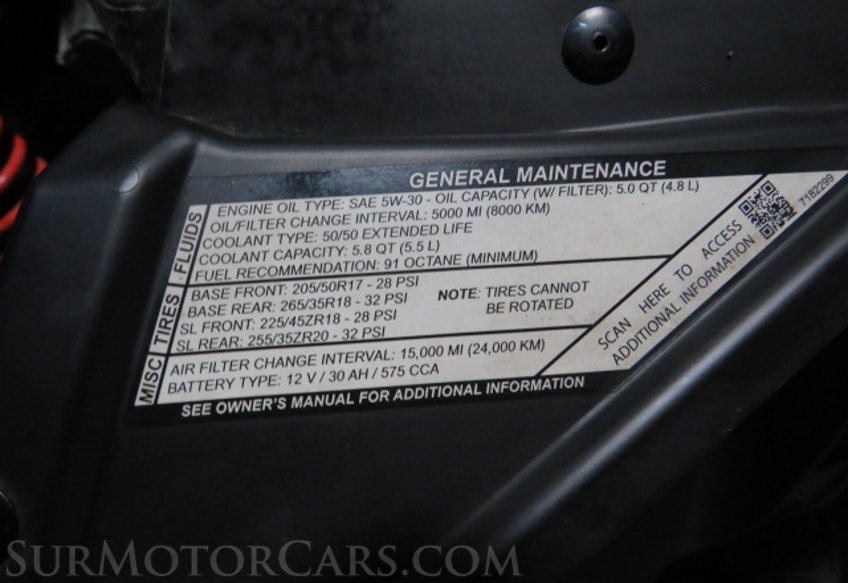 GENERAL MAINTENANCE
FLUIDS
ENGINE OIL TYPE: SAE 5W-30 - OIL CAPACITY (W/ FILTER): 5.0 QT (4.8 L)
OIL/FILTER CHANGE INTERVAL: 5000 MI (8000 KM)
COOLANT TYPE: 50/50 EXTENDED LIFE
COOLANT CAPACITY: 5.8 QT (5.5 L)
FUEL RECOMMENDATION: 91 OCTANE (MINIMUM)
TIRES
BASE FRONT: 205/50R17 - 28 PSI
BASE REAR: 265/35R18 - 32 PSI
SL FRONT: 225/45ZR18 - 28 PSI
SL REAR: 255/35ZR20 - 32 PSI
NOTE: TIRES CANNOT
BE ROTATED
MISC
AIR FILTER CHANGE INTERVAL: 15,000 MI (24,000 KM)
BATTERY TYPE: 12 V / 30 AH / 575 CCA
SEE OWNER'S MANUAL FOR ADDITIONAL INFORMATION
SCAN HERE TO ACCESS
ADDITIONAL INFORMATION
7182299
SURMOTORCARS.COM